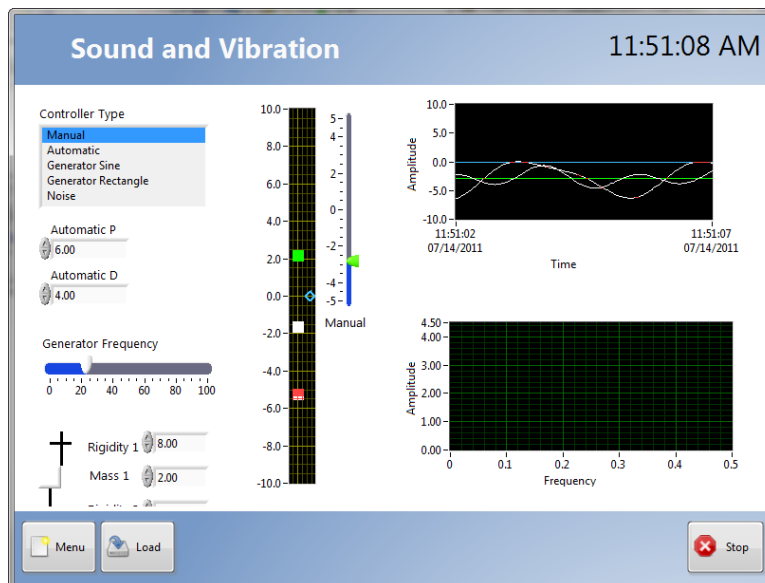 Sound and Vibration
11:51:08 AM
Controller Type
Manual
Automatic
Generator Sine
Generator Rectangle
Noise
Automatic P
6.00
Automatic D
4.00
Generator Frequency
0 20 40 60 80 100
Rigidity 1 8.00
Mass 1 2.00
10.0
8.0
6.0
4.0
2.0
0.0
-2.0
-4.0
-6.0
-8.0
-10.0
5
4
2
0
-2
-4
-5
Manual
Amplitude
10.0
5.0
0.0
-5.0
-10.0
11:51:02 11:51:07
07/14/2011 07/14/2011
Time
Amplitude
4.50
4.00
3.00
2.00
1.00
0.00
0 0.1 0.2 0.3 0.4 0.5
Frequency
Menu
Load
Stop